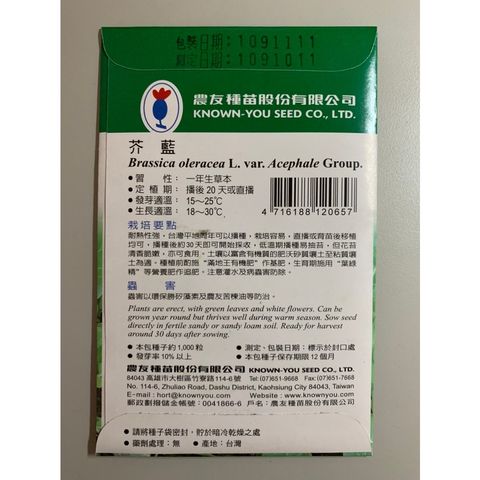 包裝日期:1091111
測定日期:1091011
農友種苗股份有限公司
KNOWN-YOU SEED CO., LTD.
芥藍
Brassica oleracea L. var. Acephale Group.
●習性：一年生草本
●定植期：播後20天或直播
●發芽適溫：15～25℃
●生長適溫：18～30℃
4 716188 120657
栽培要點
耐熱性強，台灣平地周年可以播種，栽培容易，直播或育苗後移植
均可，播種後約30天即可開始採收，低溫期播種易抽苔，但花苔
清香脆嫩，亦可食用。土壤以富含有機質的肥沃砂質壤土至粘質壤
土為適。種植前酌施“滿地王有機肥”作基肥，生育期施用“葉綠
精”等營養肥作追肥。注意灌水及病蟲害防除。
蟲害
蟲害以環保勝矽藻素及農友苦楝油等防治。
Plants are erect, with green leaves and white flowers. Can be
grown year round but thrives well during warm season. Sow seed
directly in fertile sandy or sandy loam soil. Ready for harvest
around 30 days after sowing.
●本包種子約1,000粒 ●測定、包裝日期：標示於封口處
●發芽率10%以上 ●本包種子保存期限12個月
農友種苗股份有限公司 KNOWN-YOU SEED CO., LTD.
84043高雄市大樹區竹寮路114-6號 Tel:(07)651-9668 Fax:(07)651-7668
No. 114-6, Zhuliao Road, Dashu District, Kaohsiung City 84043, Taiwan
E-mail : hort@knownyou.com Website : www.knownyou.com
郵政劃撥儲金帳號：0041866-6 戶名：農友種苗股份有限公司
●請將種子袋密封，貯於暗冷乾燥之處
●藥劑處理：無 ●產地：台灣